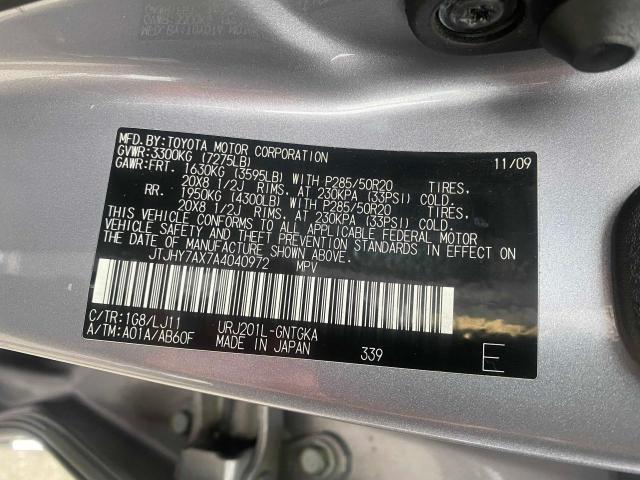 MFD.BY:TOYOTA MOTOR CORPORATION 11/09
GVWR:3300KG (7275LB)
GAWR:FRT. 1630KG (3595LB) WITH P285/50R20 TIRES.
20X8 1/2J RIMS, AT 230KPA (33PSI) COLD.
RR. 1950KG (4300LB) WITH P285/50R20 TIRES.
20X8 1/2J RIMS, AT 230KPA (33PSI) COLD.
THIS VEHICLE CONFORMS TO ALL APPLICABLE FEDERAL MOTOR
VEHICLE SAFETY AND THEFT PREVENTION STANDARDS IN EFFECT ON
THE DATE OF MANUFACTURE SHOWN ABOVE.
JTJHY7AX7A4040972 MPV
C/TR:1G8/LJ11 URJ201L-GNTGKA
A/TM:A01A/AB60F MADE IN JAPAN 339 E